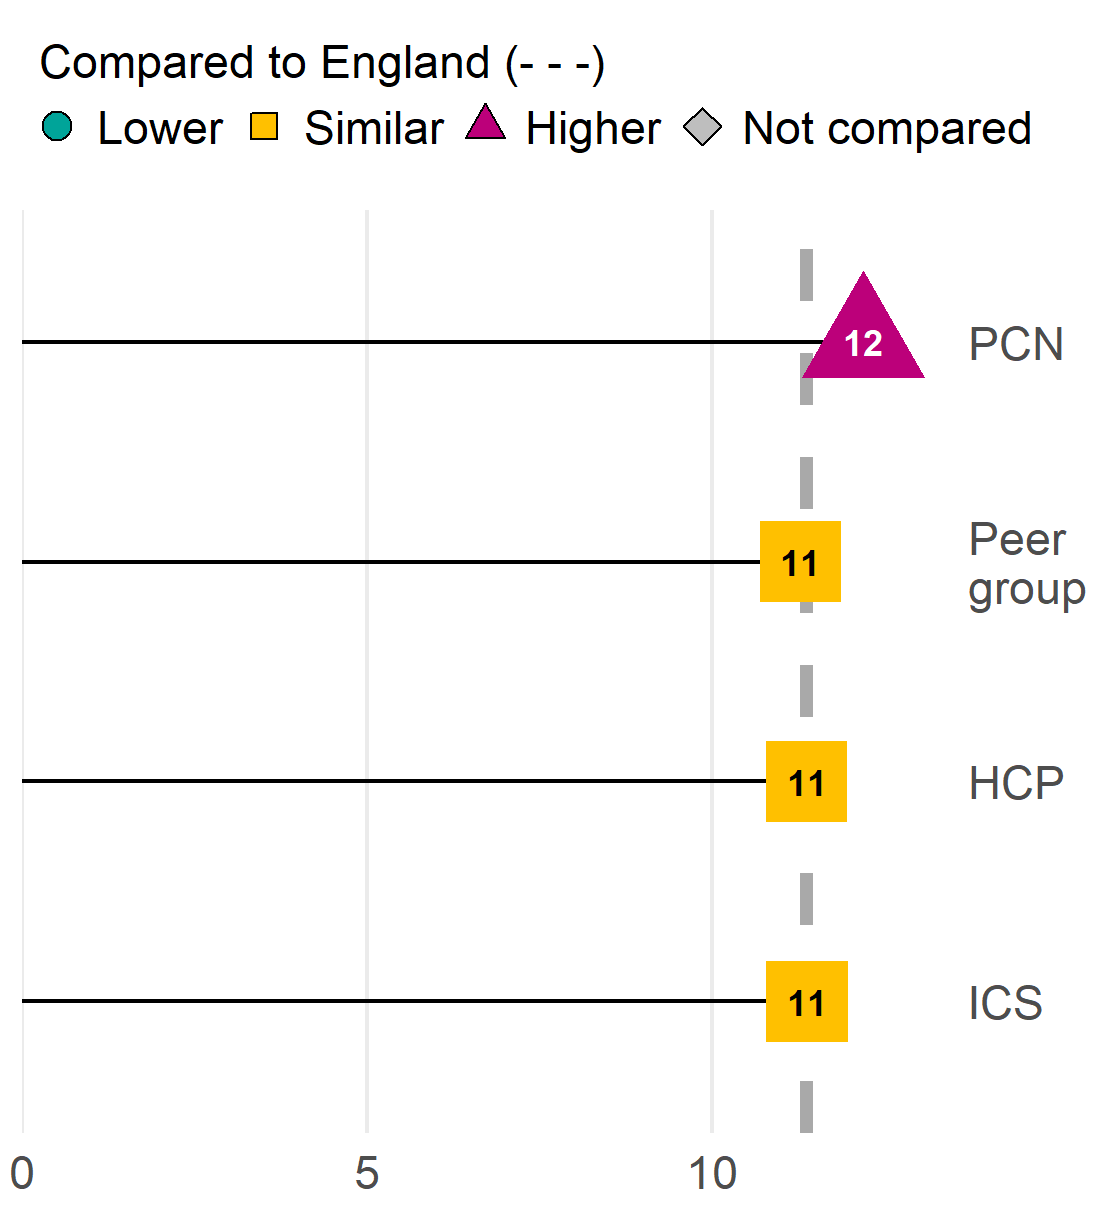 Compared to England (- - -)
Lower Similar Higher Not compared
12 PCN
11 Peer
group
11 HCP
11 ICS
0 5 10